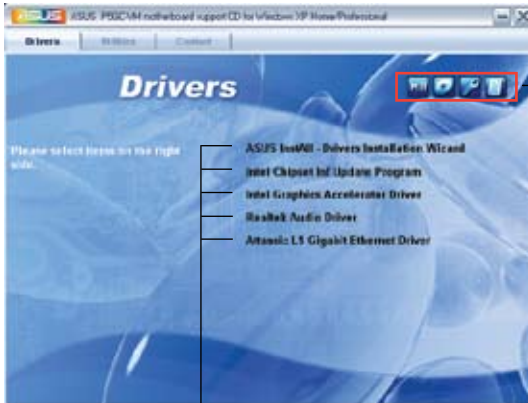 ASUS P5GC-VM motherboard support CD for Windows XP Home/Professional
Drivers Utilities Contact
Drivers
Please select items on the right
side.
ASUS InstAll - Drivers Installation Wizard
Intel Chipset Inf Update Program
Intel Graphics Accelerator Driver
Realtek Audio Driver
Attansic L1 Gigabit Ethernet Driver